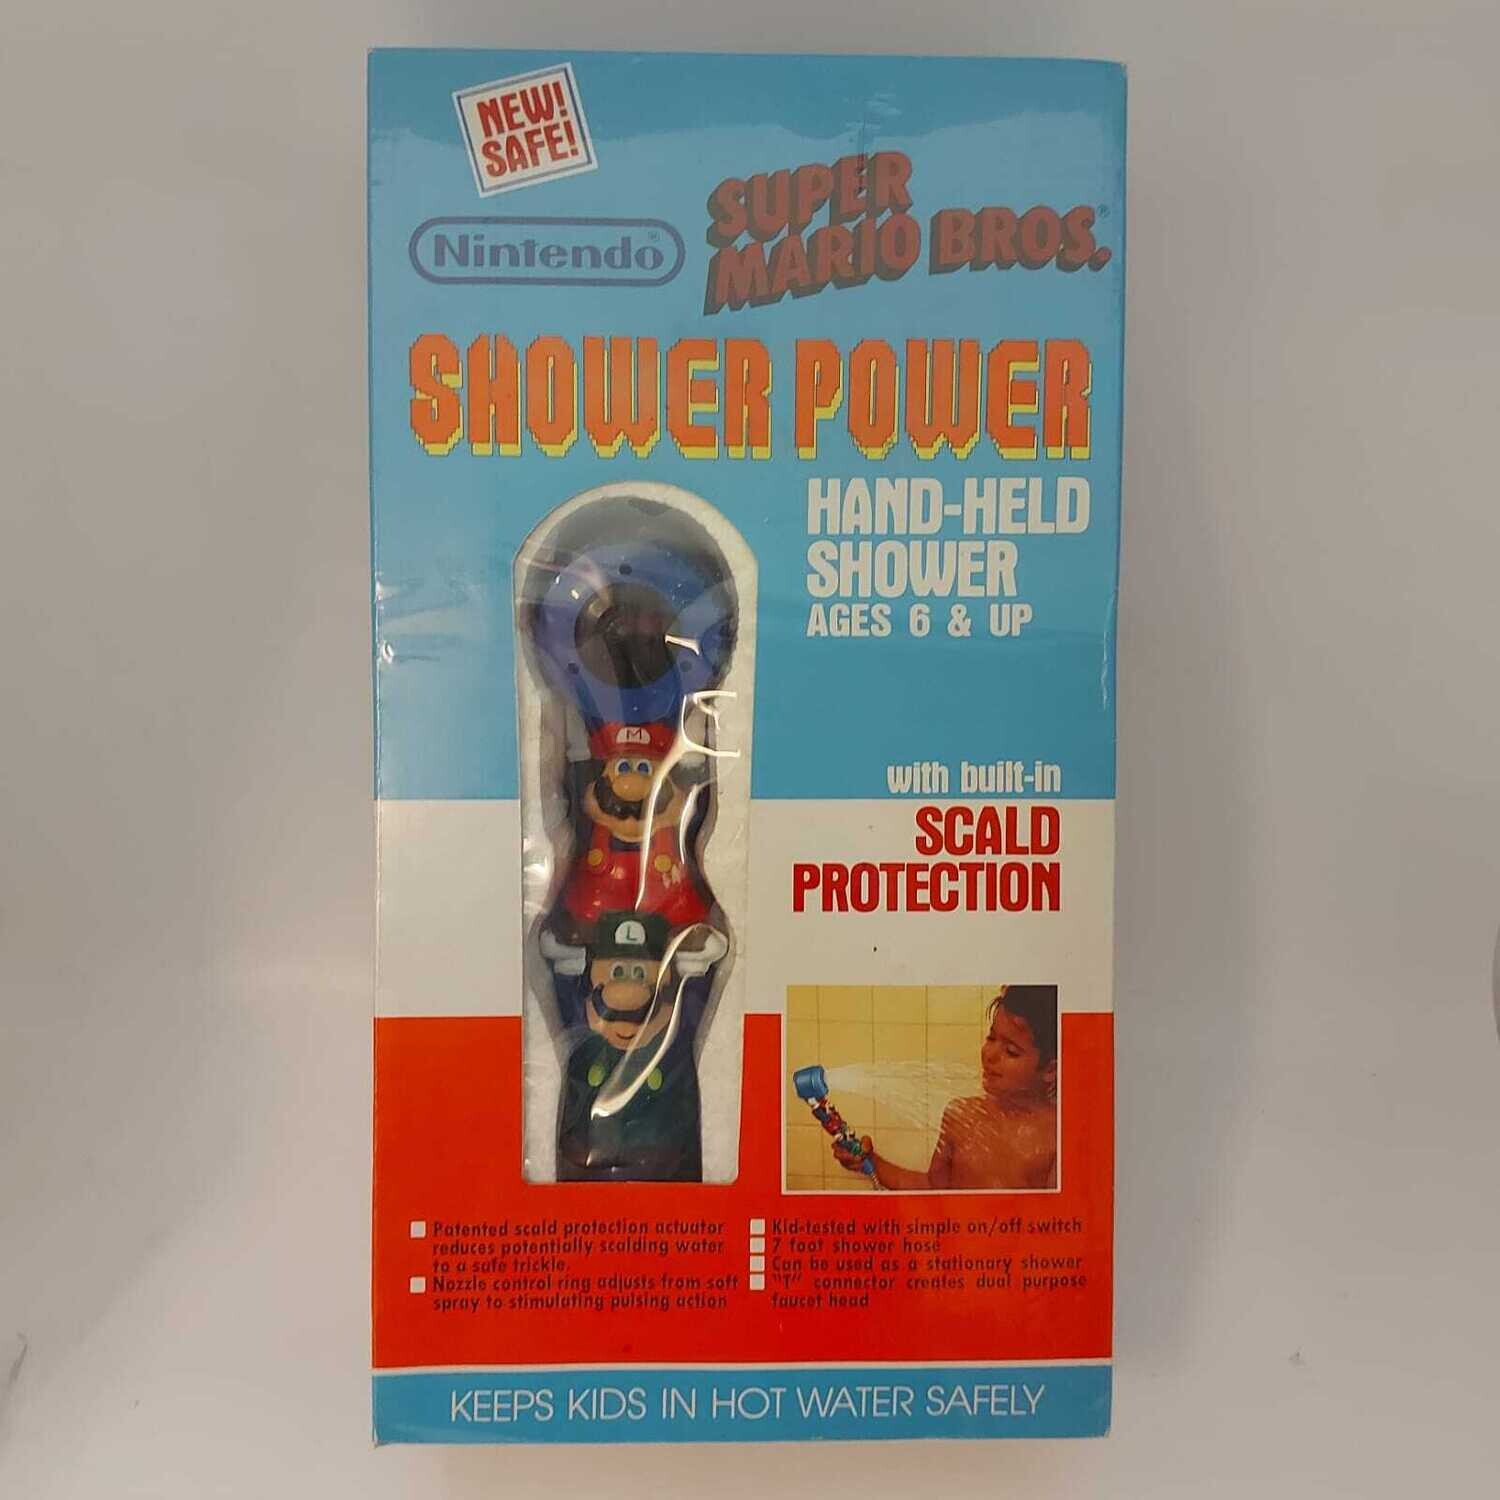 NEW!
SAFE!
Nintendo®
SUPER
MARIO BROS.®
SHOWER POWER
HAND-HELD
SHOWER
AGES 6 & UP
with built-in
SCALD
PROTECTION
M
L
Patented scald protection actuator
reduces potentially scalding water
to a safe trickle.
Nozzle control ring adjusts from soft
spray to stimulating pulsing action
Kid-tested with simple on/off switch
7 foot shower hose
Can be used as a stationary shower
"T" connector creates dual purpose
faucet head
KEEPS KIDS IN HOT WATER SAFELY